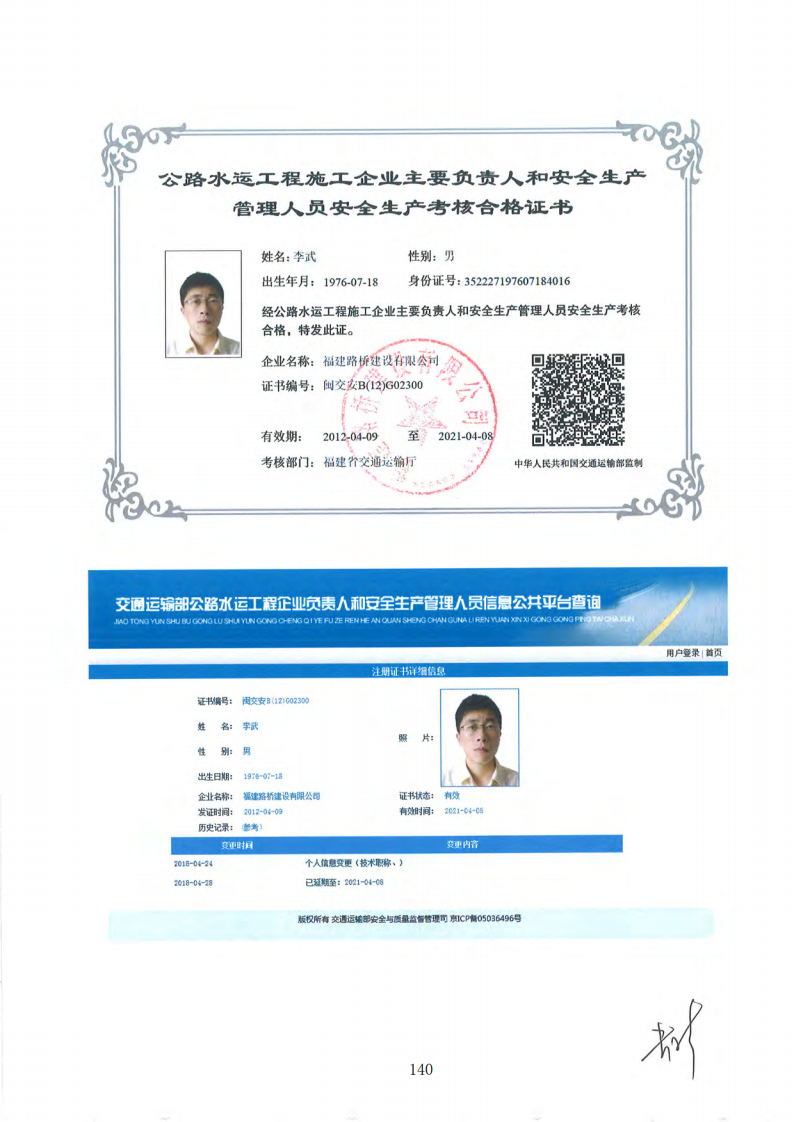 公路水运工程施工企业主要负责人和安全生产
管理人员安全生产考核合格证书
姓名：李武 性别：男
出生年月：1976-07-18 身份证号：352227197607184016
经公路水运工程施工企业主要负责人和安全生产管理人员安全生产考核
合格，特发此证。
企业名称：福建路桥建设有限公司
证书编号：闽交安B(12)G02300
有效期： 2012-04-09 至 2021-04-08
考核部门：福建省交通运输厅
中华人民共和国交通运输部监制
交通运输部公路水运工程企业负责人和安全生产管理人员信息公共平台查询
JIAO TONG YUN SHU BU GONG LU SHUI YUN GONG CHENG QI YE FU ZE REN HE AN QUAN SHENG CHAN GUNA LI REN YUAN XIN XI GONG GONG PING TAI CHA XUN
用户登录 | 首页
注册证书详细信息
证书编号： 闽交安B(12)G02300
姓 名： 李武
照 片：
性 别： 男
出生日期： 1976-07-18
企业名称： 福建路桥建设有限公司 证书状态： 有效
发证时间： 2012-04-09 有效时间： 2021-04-08
历史记录： (参考)
变更时间 变更内容
2018-04-24 个人信息变更（技术职称、）
2018-04-28 已延期至：2021-04-08
版权所有 交通运输部安全与质量监督管理司 京ICP备05036496号
140